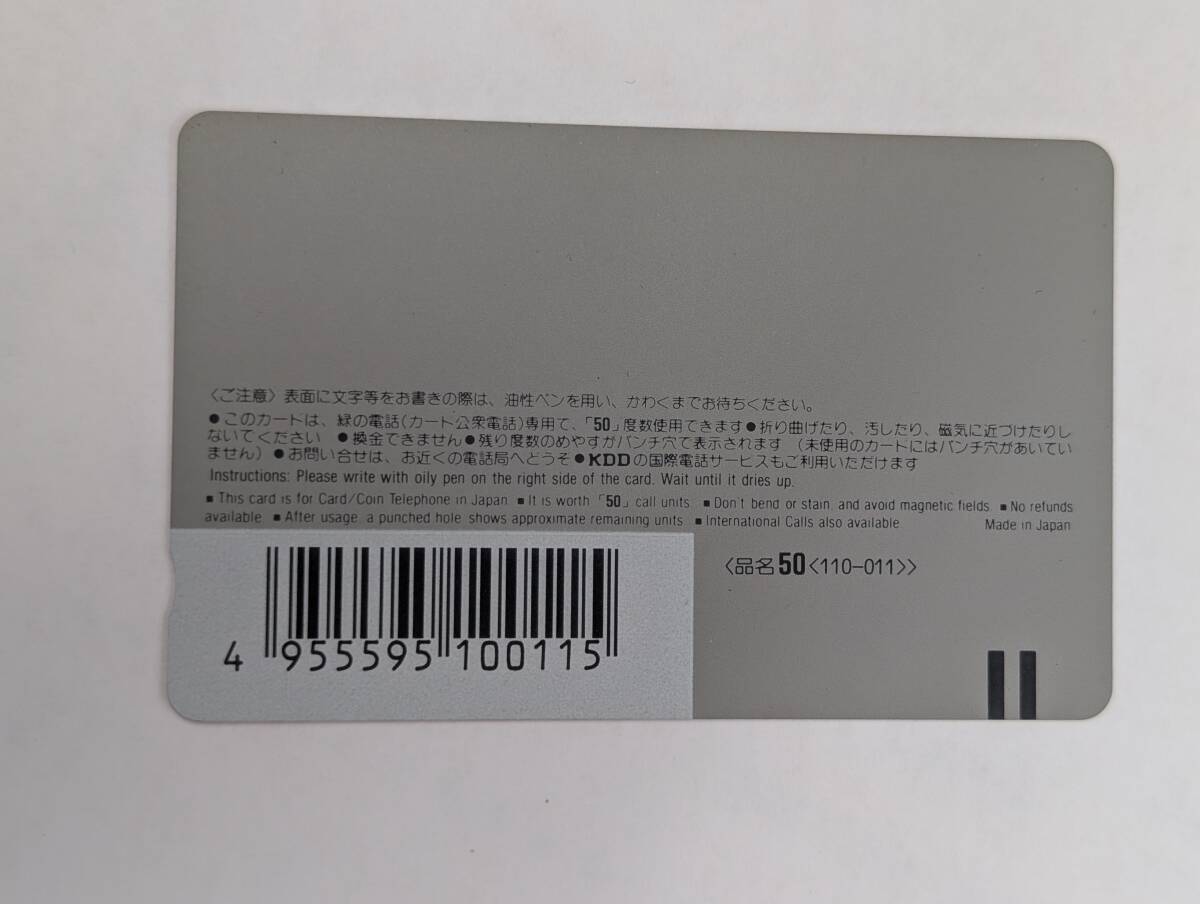 〈ご注意〉表面に文字等をお書きの際は、油性ペンを用い、かわくまでお待ちください。
●このカードは、緑の電話(カード公衆電話)専用で、「50」度数使用できます●折り曲げたり、汚したり、磁気に近づけたりし
ないでください ●換金できません●残り度数のめやすがパンチ穴で表示されます（未使用のカードにはパンチ穴があいてい
ません）●お問い合せは、お近くの電話局へどうぞ●KDDの国際電話サービスもご利用いただけます
Instructions: Please write with oily pen on the right side of the card. Wait until it dries up.
■This card is for Card/Coin Telephone in Japan ■It is worth「50」call units. ■Don't bend or stain, and avoid magnetic fields. ■No refunds
available ■After usage, a punched hole shows approximate remaining units. ■International Calls also available.
Made in Japan
〈品名50〈110-011〉〉
4 955595 100115